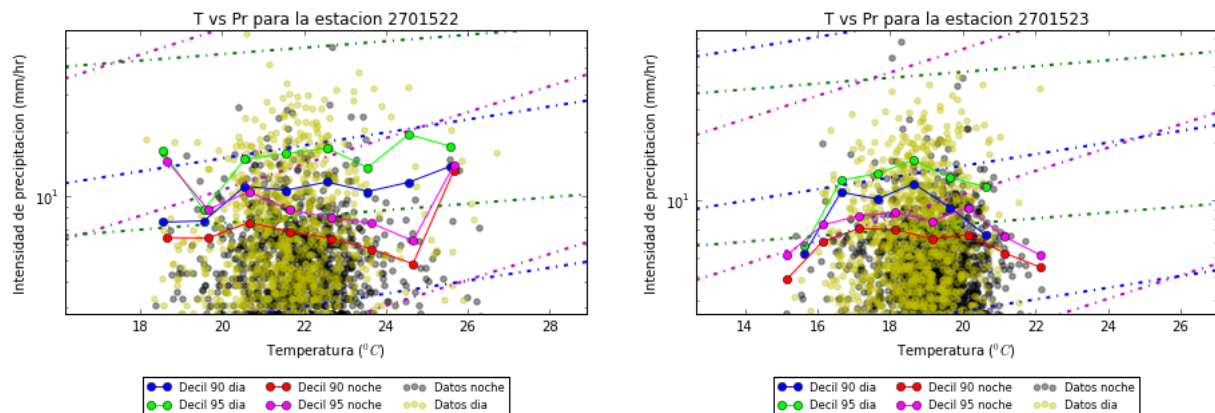 T vs Pr para la estacion 2701522
Intensidad de precipitacion (mm/hr)
10¹
18 20 22 24 26 28
Temperatura (⁰C)
Decil 90 dia Decil 90 noche Datos noche
Decil 95 dia Decil 95 noche Datos dia
T vs Pr para la estacion 2701523
Intensidad de precipitacion (mm/hr)
10¹
14 16 18 20 22 24 26
Temperatura (⁰C)
Decil 90 dia Decil 90 noche Datos noche
Decil 95 dia Decil 95 noche Datos dia